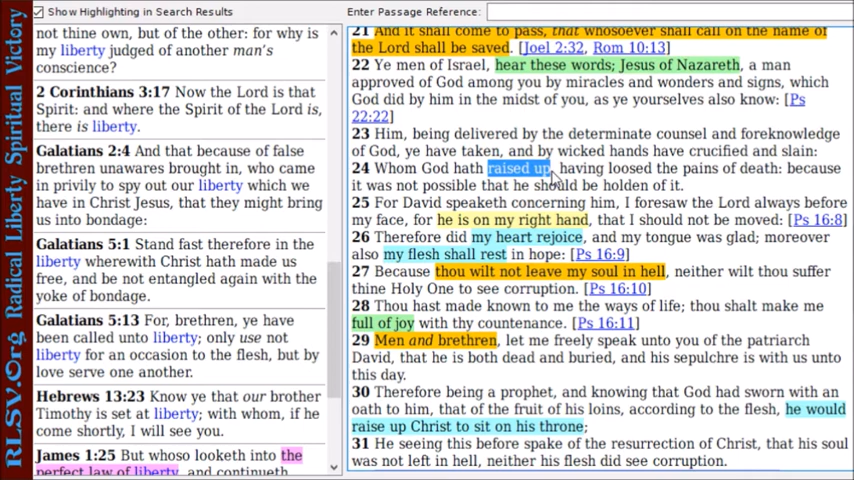 RLSV.Org Radical Liberty Spiritual Victory
Show Highlighting in Search Results
not thine own, but of the other: for why is
my liberty judged of another man's
conscience?
2 Corinthians 3:17 Now the Lord is that
Spirit: and where the Spirit of the Lord is,
there is liberty.
Galatians 2:4 And that because of false
brethren unawares brought in, who came
in privily to spy out our liberty which we
have in Christ Jesus, that they might bring
us into bondage:
Galatians 5:1 Stand fast therefore in the
liberty wherewith Christ hath made us
free, and be not entangled again with the
yoke of bondage.
Galatians 5:13 For, brethren, ye have
been called unto liberty; only use not
liberty for an occasion to the flesh, but by
love serve one another.
Hebrews 13:23 Know ye that our brother
Timothy is set at liberty; with whom, if he
come shortly, I will see you.
James 1:25 But whoso looketh into the
perfect law of liberty, and continueth
Enter Passage Reference:
21 And it shall come to pass, that whosoever shall call on the name of
the Lord shall be saved. [Joel 2:32, Rom 10:13]
22 Ye men of Israel, hear these words; Jesus of Nazareth, a man
approved of God among you by miracles and wonders and signs, which
God did by him in the midst of you, as ye yourselves also know: [Ps
22:22]
23 Him, being delivered by the determinate counsel and foreknowledge
of God, ye have taken, and by wicked hands have crucified and slain:
24 Whom God hath raised up, having loosed the pains of death: because
it was not possible that he should be holden of it.
25 For David speaketh concerning him, I foresaw the Lord always before
my face, for he is on my right hand, that I should not be moved: [Ps 16:8]
26 Therefore did my heart rejoice, and my tongue was glad; moreover
also my flesh shall rest in hope: [Ps 16:9]
27 Because thou wilt not leave my soul in hell, neither wilt thou suffer
thine Holy One to see corruption. [Ps 16:10]
28 Thou hast made known to me the ways of life; thou shalt make me
full of joy with thy countenance. [Ps 16:11]
29 Men and brethren, let me freely speak unto you of the patriarch
David, that he is both dead and buried, and his sepulchre is with us unto
this day.
30 Therefore being a prophet, and knowing that God had sworn with an
oath to him, that of the fruit of his loins, according to the flesh, he would
raise up Christ to sit on his throne;
31 He seeing this before spake of the resurrection of Christ, that his soul
was not left in hell, neither his flesh did see corruption.